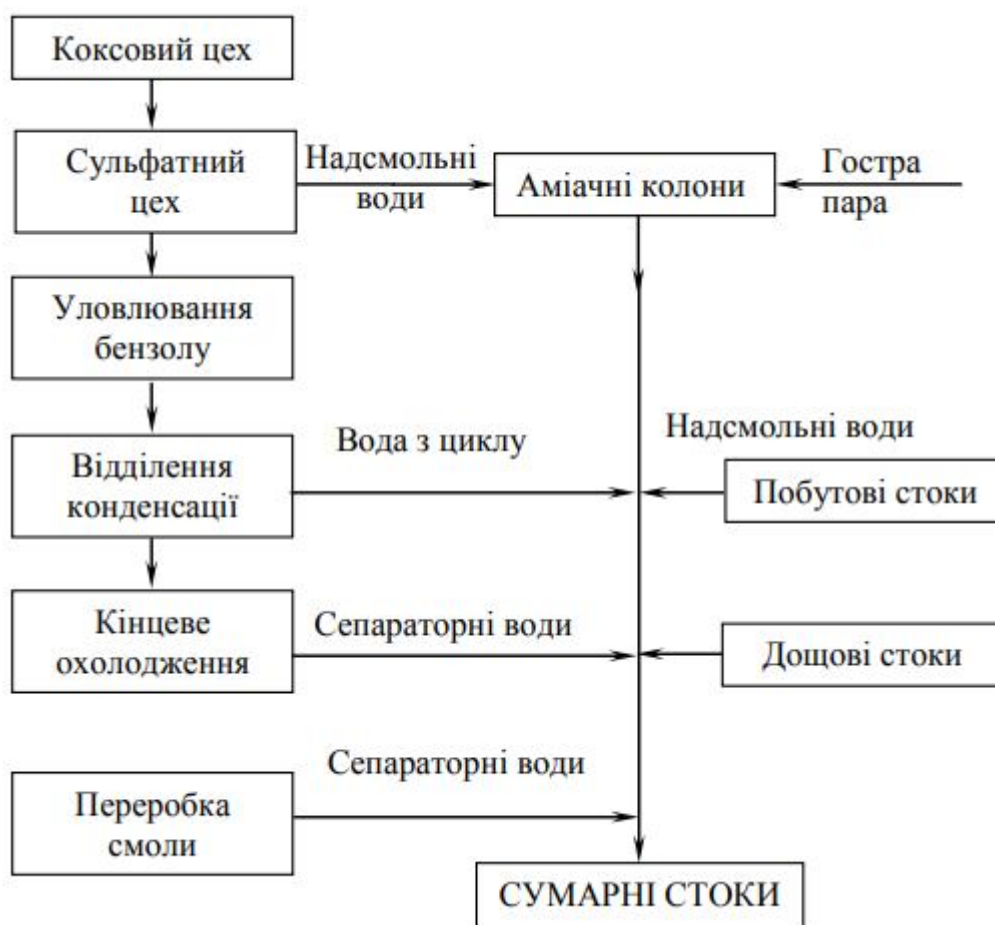 Коксовий цех
Сульфатний
цех
Надсмольні
води
Аміачні колони
Гостра
пара
Уловлювання
бензолу
Відділення
конденсації
Вода з циклу
Надсмольні води
Побутові стоки
Кінцеве
охолодження
Сепараторні води
Дощові стоки
Переробка
смоли
Сепараторні води
СУМАРНІ СТОКИ